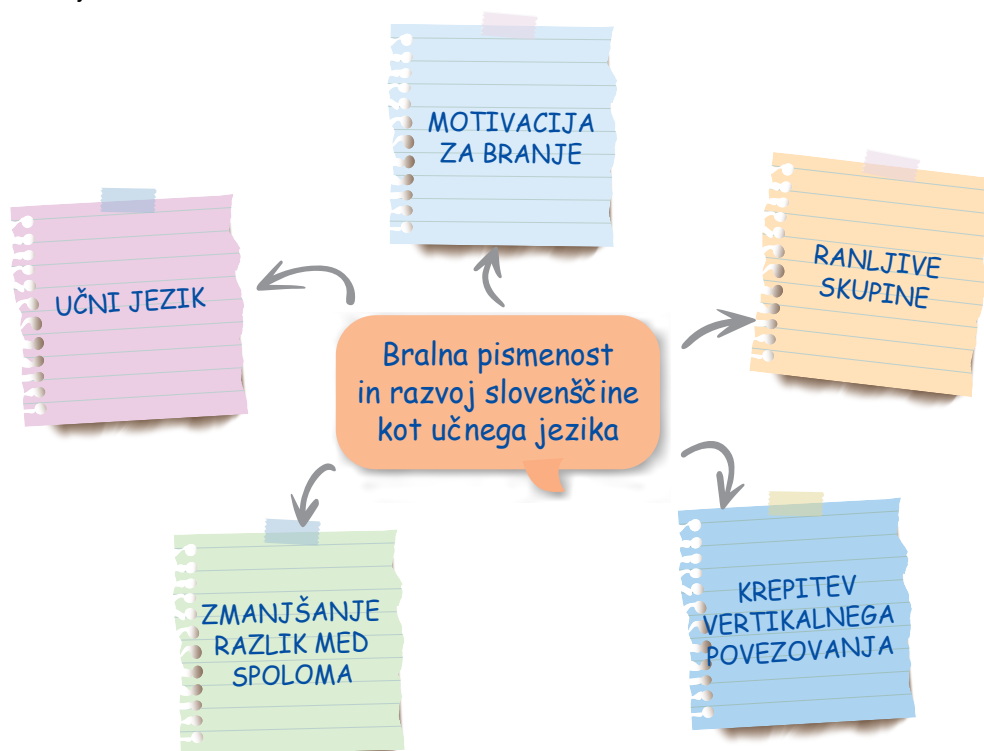 MOTIVACIJA
ZA BRANJE
RANLJIVE
SKUPINE
UČNI JEZIK
Bralna pismenost
in razvoj slovenščine
kot učnega jezika
ZMANJŠANJE
RAZLIK MED
SPOLOMA
KREPITEV
VERTIKALNEGA
POVEZOVANJA